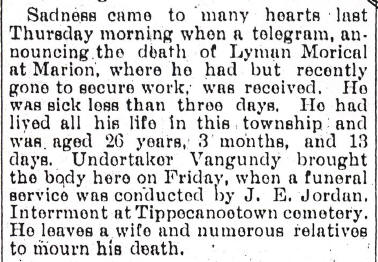 Sadness came to many hearts last
Thursday morning when a telegram, an-
nouncing the death of Lyman Morical
at Marion, where he had but recently
gone to secure work, was received. He
was sick less than three days. He had
lived all his life in this township and
was aged 26 years, 3 months, and 13
days. Undertaker Vangundy brought
the body here on Friday, when a funeral
service was conducted by J. E. Jordan.
Interrment at Tippecanoetown cemetery.
He leaves a wife and numerous relatives
to mourn his death.